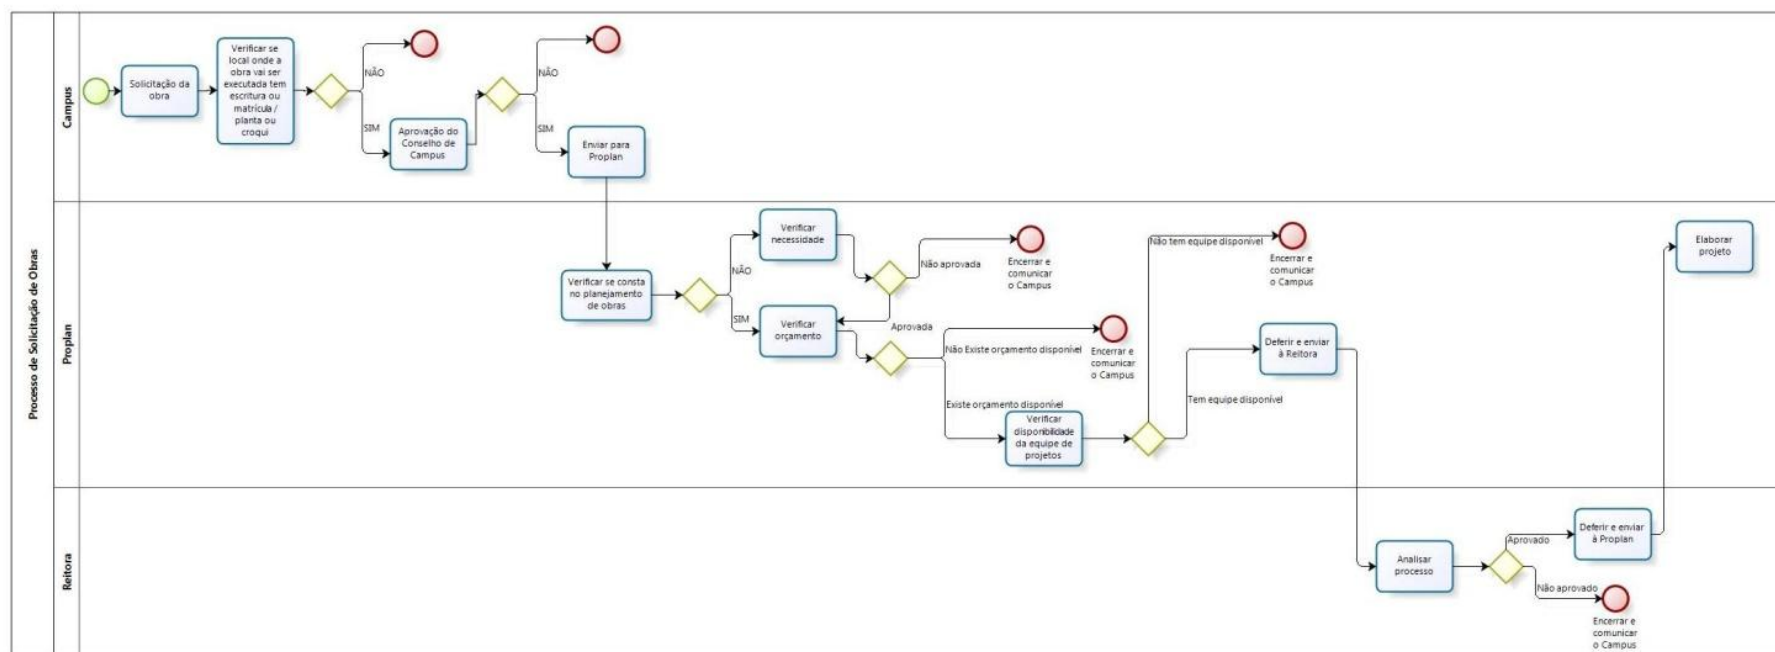 Processo de Solicitação de Obras
Campus
Solicitação da
obra
Verificar se
local onde a
obra vai ser
executada tem
escritura ou
matrícula /
planta ou
croqui
NÃO
SIM
Aprovação do
Conselho de
Campus
NÃO
SIM
Enviar para
Proplan
Proplan
Verificar se consta
no planejamento
de obras
NÃO
SIM
Verificar
necessidade
Verificar
orçamento
Não aprovada
Aprovada
Encerrar e
comunicar
o Campus
Não Existe orçamento disponível
Encerrar e
comunicar
o Campus
Existe orçamento disponível
Verificar
disponibilidade
da equipe de
projetos
Não tem equipe disponível
Encerrar e
comunicar
o Campus
Tem equipe disponível
Deferir e enviar
à Reitora
Elaborar
projeto
Reitora
Analisar
processo
Aprovado
Deferir e enviar
à Proplan
Não aprovado
Encerrar e
comunicar
o Campus